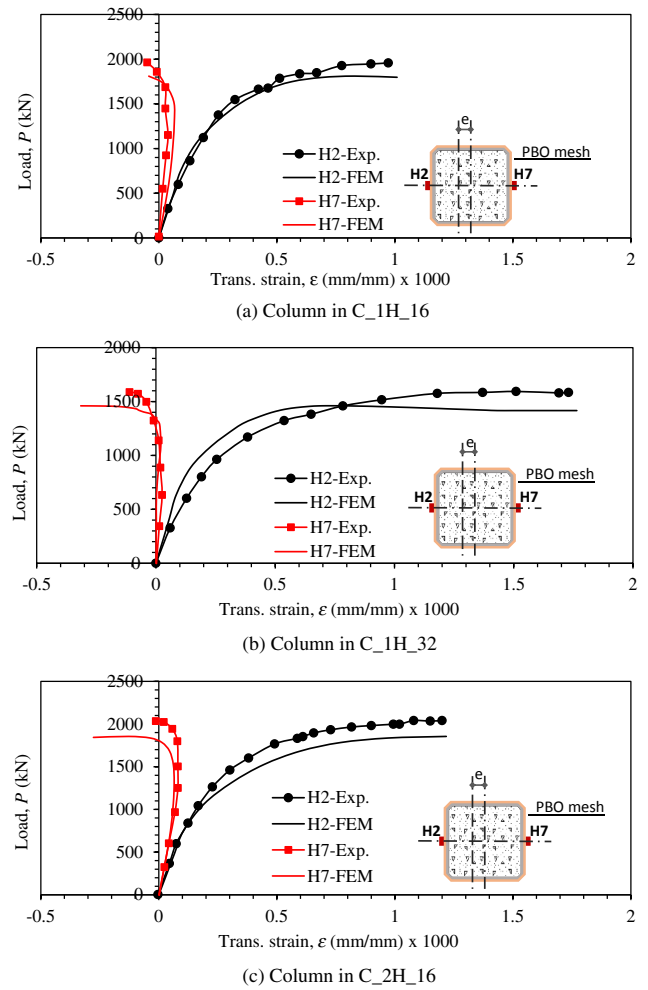 2500
2000
1500
1000
500
0
Load, P (kN)
H2-Exp.
H2-FEM
H7-Exp.
H7-FEM
e
PBO mesh
H2
H7
-0.5
0
0.5
1
1.5
2
Trans. strain, ε (mm/mm) x 1000
(a) Column in C_1H_16
2000
1500
1000
500
0
Load, P (kN)
H2-Exp.
H2-FEM
H7-Exp.
H7-FEM
e
PBO mesh
H2
H7
-0.5
0
0.5
1
1.5
2
Trans. strain, ε (mm/mm) x 1000
(b) Column in C_1H_32
2500
2000
1500
1000
500
0
Load, P (kN)
H2-Exp.
H2-FEM
H7-Exp.
H7-FEM
e
PBO mesh
H2
H7
-0.5
0
0.5
1
1.5
2
Trans. strain, ε (mm/mm) x 1000
(c) Column in C_2H_16